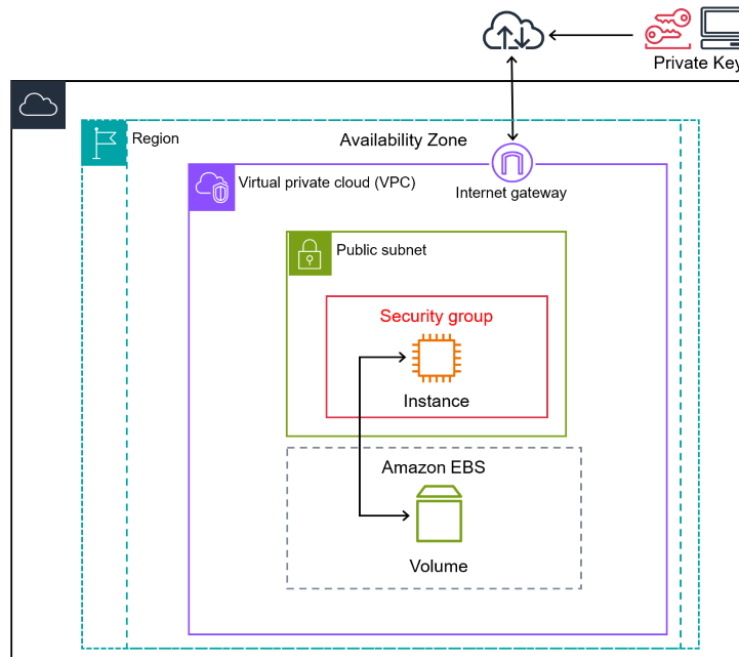 Private Key
Region
Availability Zone
Virtual private cloud (VPC)
Internet gateway
Public subnet
Security group
Instance
Amazon EBS
Volume